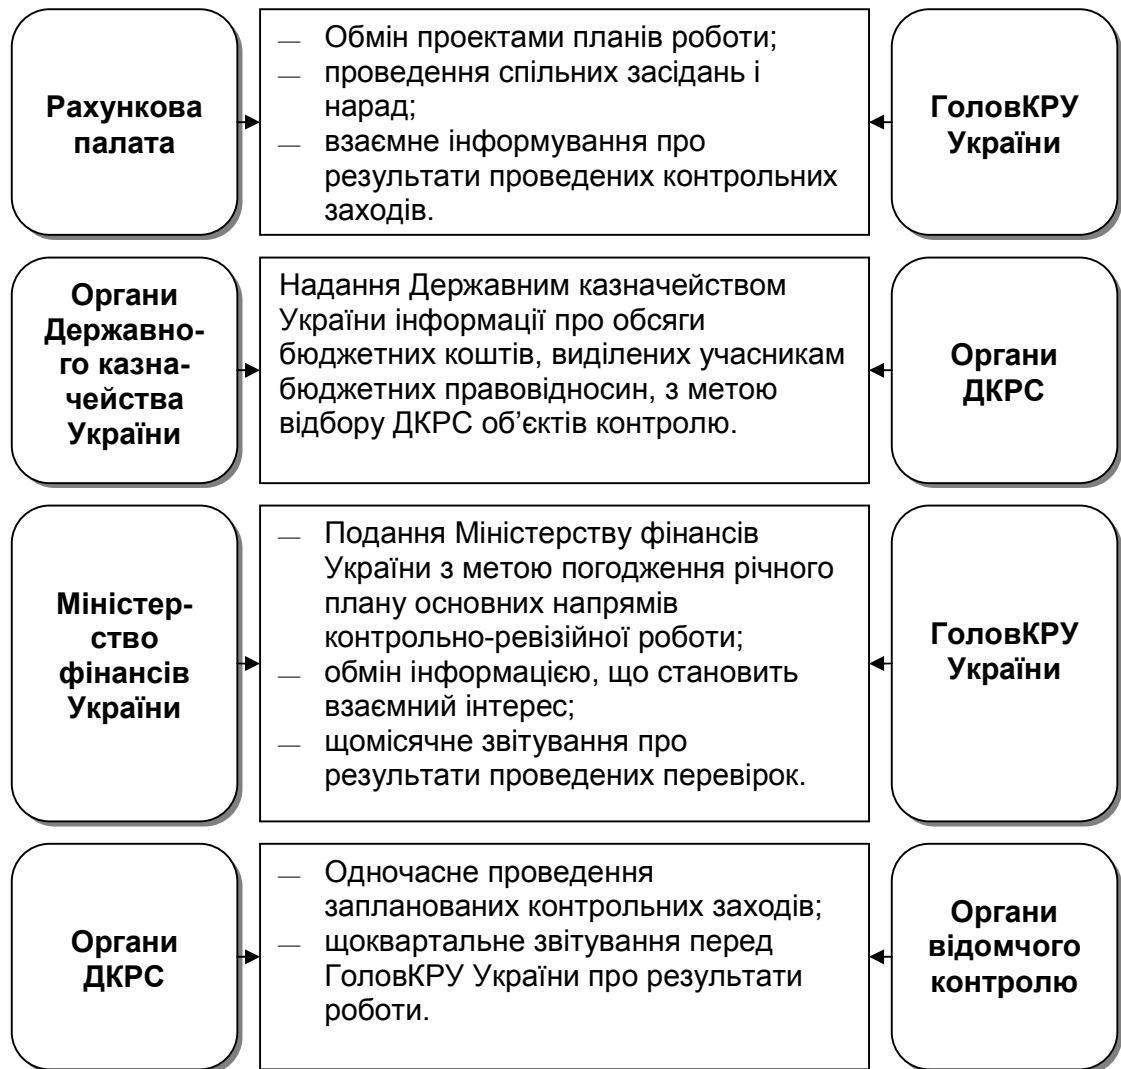 Рахункова
палата
— Обмін проектами планів роботи;
— проведення спільних засідань і
нарад;
— взаємне інформування про
результати проведених контрольних
заходів.
ГоловКРУ
України
Органи
Державно-
го казна-
чейства
України
Надання Державним казначейством
України інформації про обсяги
бюджетних коштів, виділених учасникам
бюджетних правовідносин, з метою
відбору ДКРС об’єктів контролю.
Органи
ДКРС
Міністер-
ство
фінансів
України
— Подання Міністерству фінансів
України з метою погодження річного
плану основних напрямів
контрольно-ревізійної роботи;
— обмін інформацією, що становить
взаємний інтерес;
— щомісячне звітування про
результати проведених перевірок.
ГоловКРУ
України
Органи
ДКРС
— Одночасне проведення
запланованих контрольних заходів;
— щоквартальне звітування перед
ГоловКРУ України про результати
роботи.
Органи
відомчого
контролю